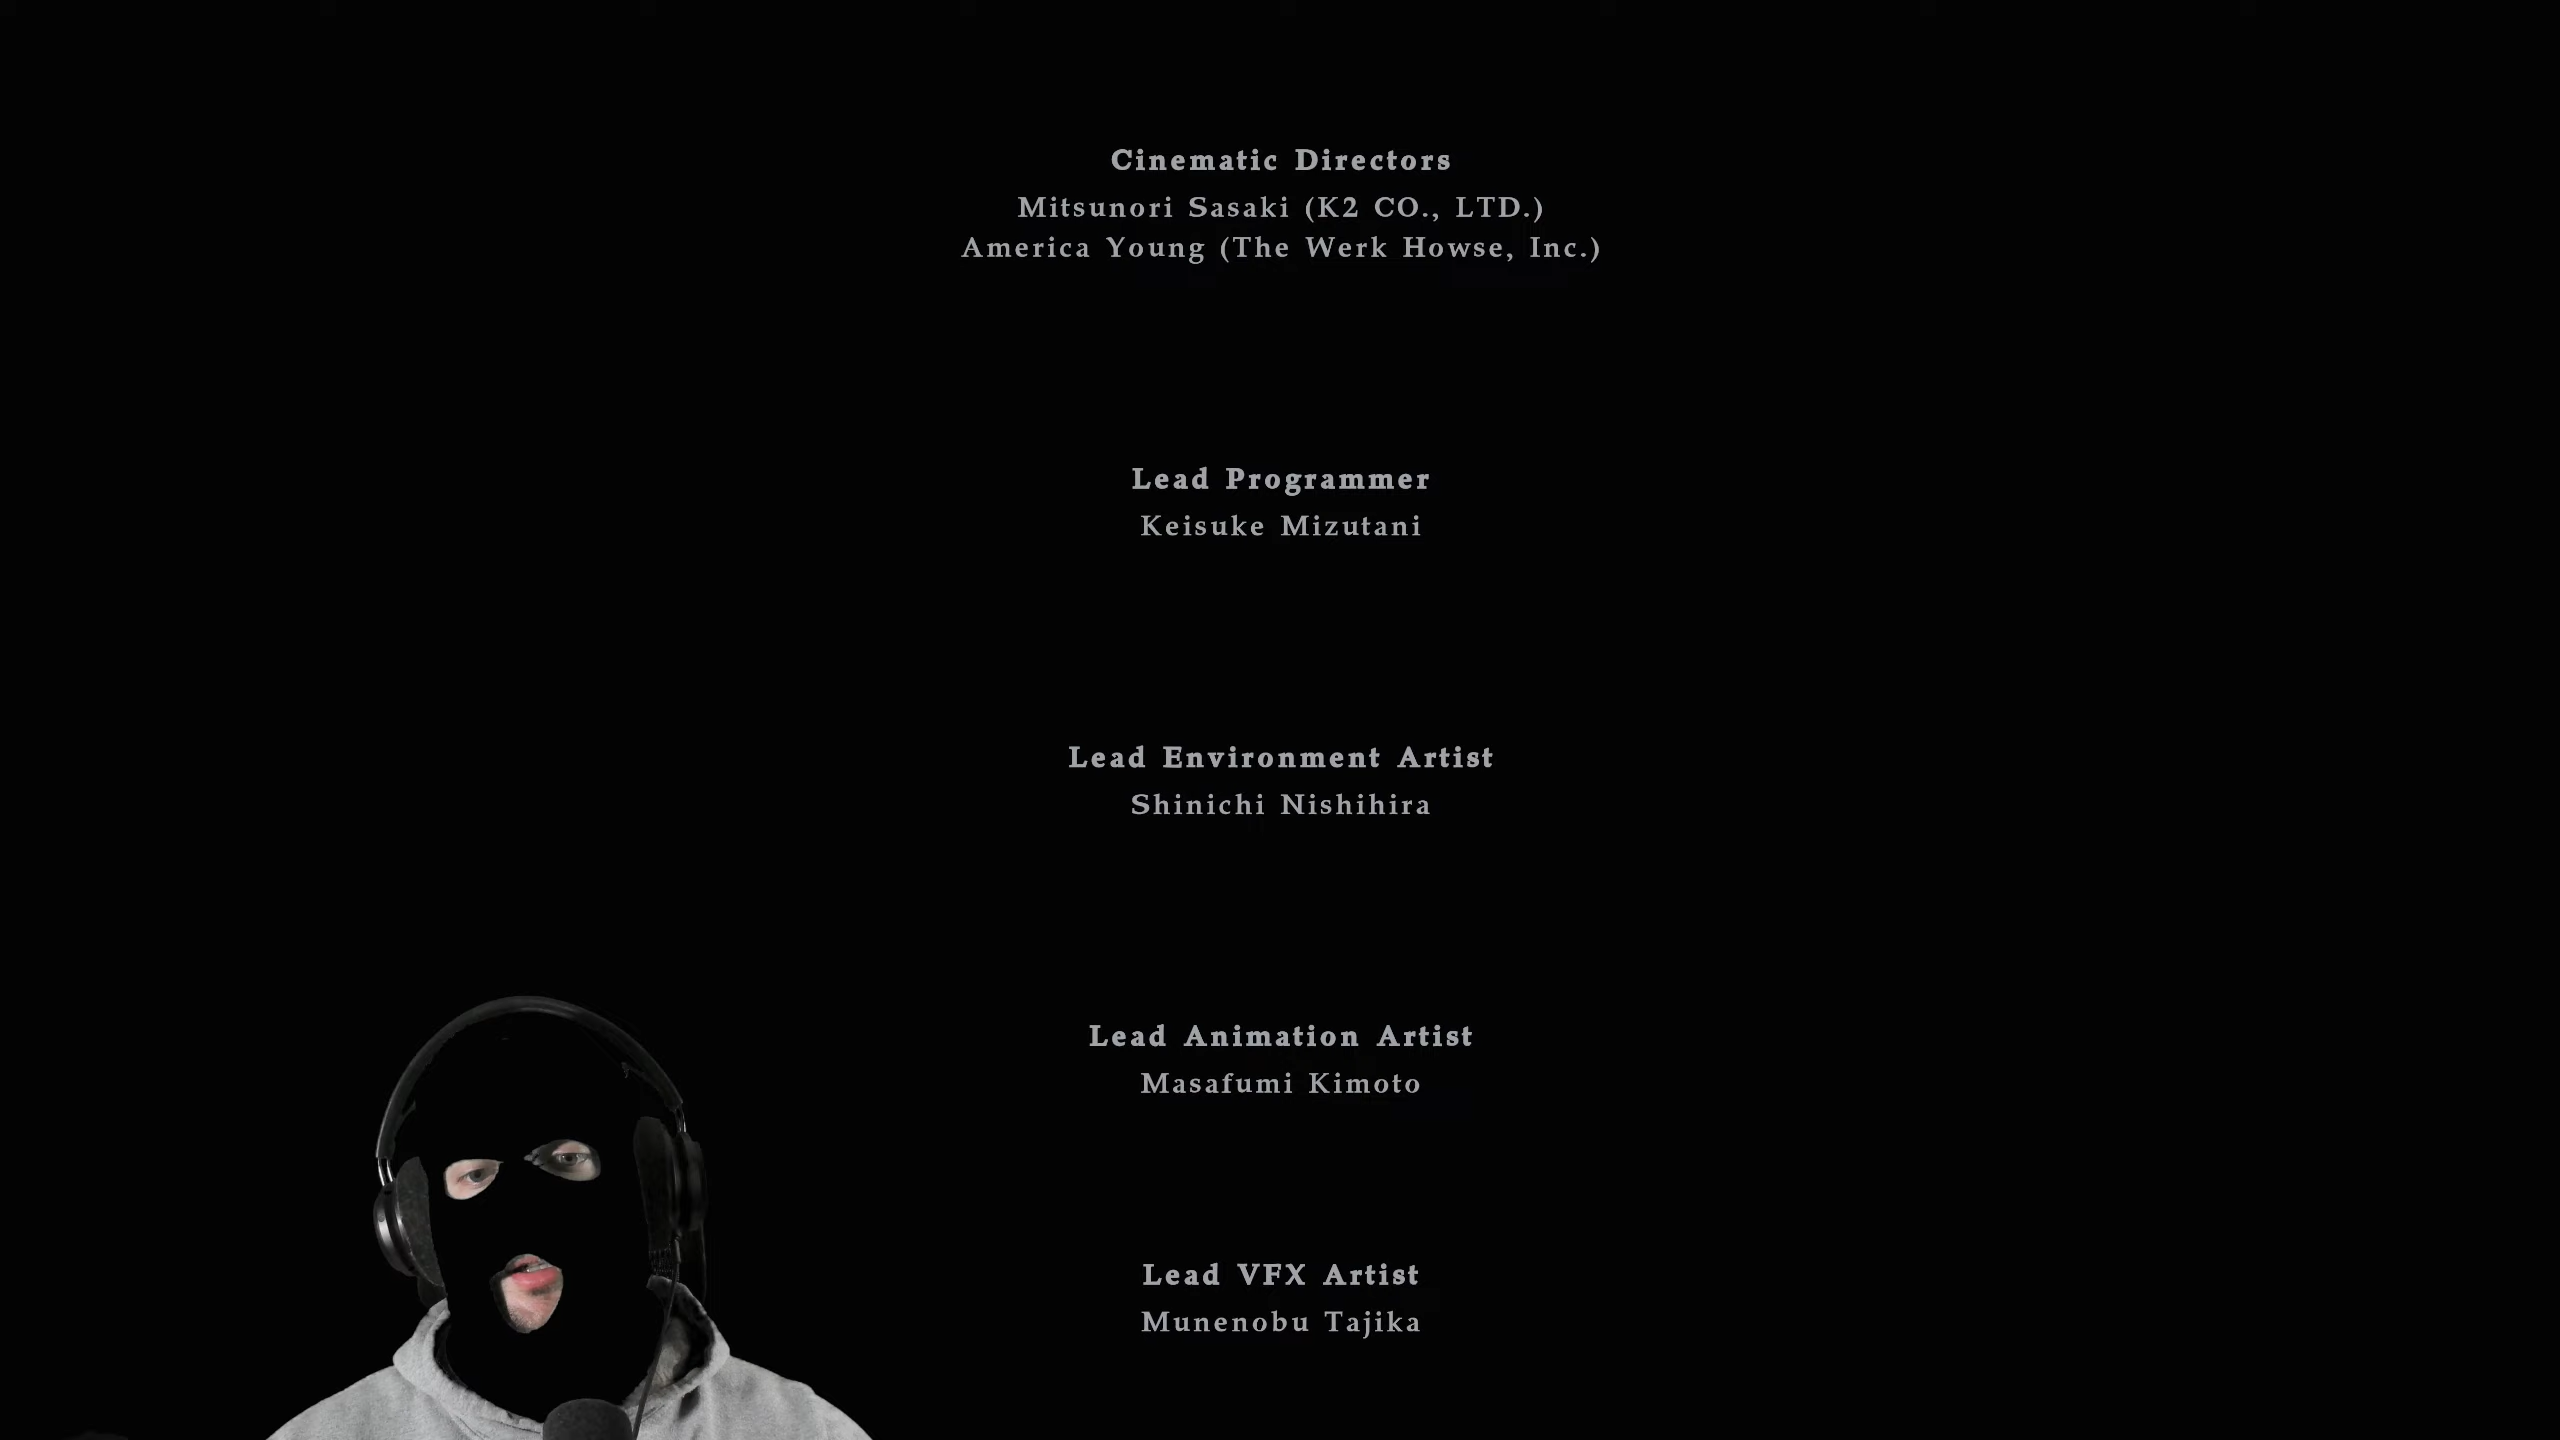 Cinematic Directors
Mitsunori Sasaki (K2 CO., LTD.)
America Young (The Werk Howse, Inc.)
Lead Programmer
Keisuke Mizutani
Lead Environment Artist
Shinichi Nishihira
Lead Animation Artist
Masafumi Kimoto
Lead VFX Artist
Munenobu Tajika